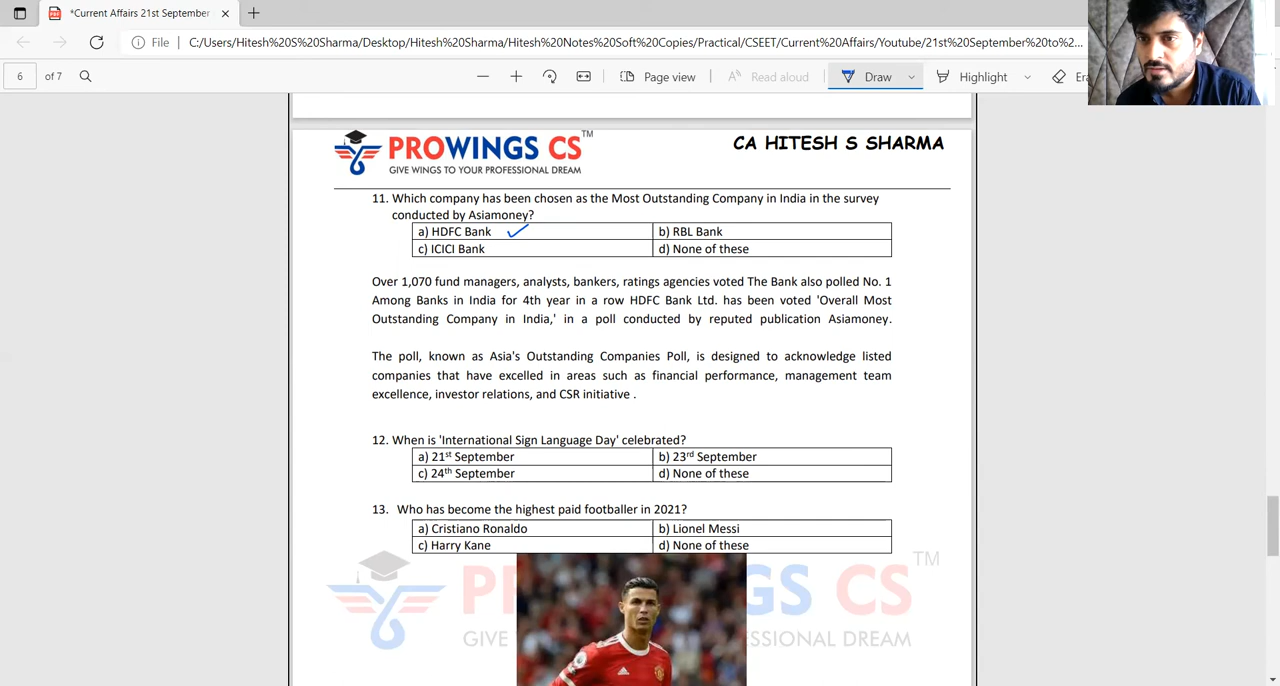 *Current Affairs 21st September
File C:/Users/Hitesh%20S%20Sharma/Desktop/Hitesh%20Sharma/Hitesh%20Notes%20Soft%20Copies/Practical/CSEET/Current%20Affairs/Youtube/21st%20September%20to%2...
6 of 7 Page view Read aloud Draw Highlight Era
PROWINGS CS TM
GIVE WINGS TO YOUR PROFESSIONAL DREAM
CA HITESH S SHARMA
11. Which company has been chosen as the Most Outstanding Company in India in the survey
conducted by Asiamoney?
a) HDFC Bank b) RBL Bank
c) ICICI Bank d) None of these
Over 1,070 fund managers, analysts, bankers, ratings agencies voted The Bank also polled No. 1
Among Banks in India for 4th year in a row HDFC Bank Ltd. has been voted 'Overall Most
Outstanding Company in India,' in a poll conducted by reputed publication Asiamoney.
The poll, known as Asia's Outstanding Companies Poll, is designed to acknowledge listed
companies that have excelled in areas such as financial performance, management team
excellence, investor relations, and CSR initiative .
12. When is 'International Sign Language Day' celebrated?
a) 21st September b) 23rd September
c) 24th September d) None of these
13. Who has become the highest paid footballer in 2021?
a) Cristiano Ronaldo b) Lionel Messi
c) Harry Kane d) None of these
PR GS CS TM
GIVE SSIONAL DREAM